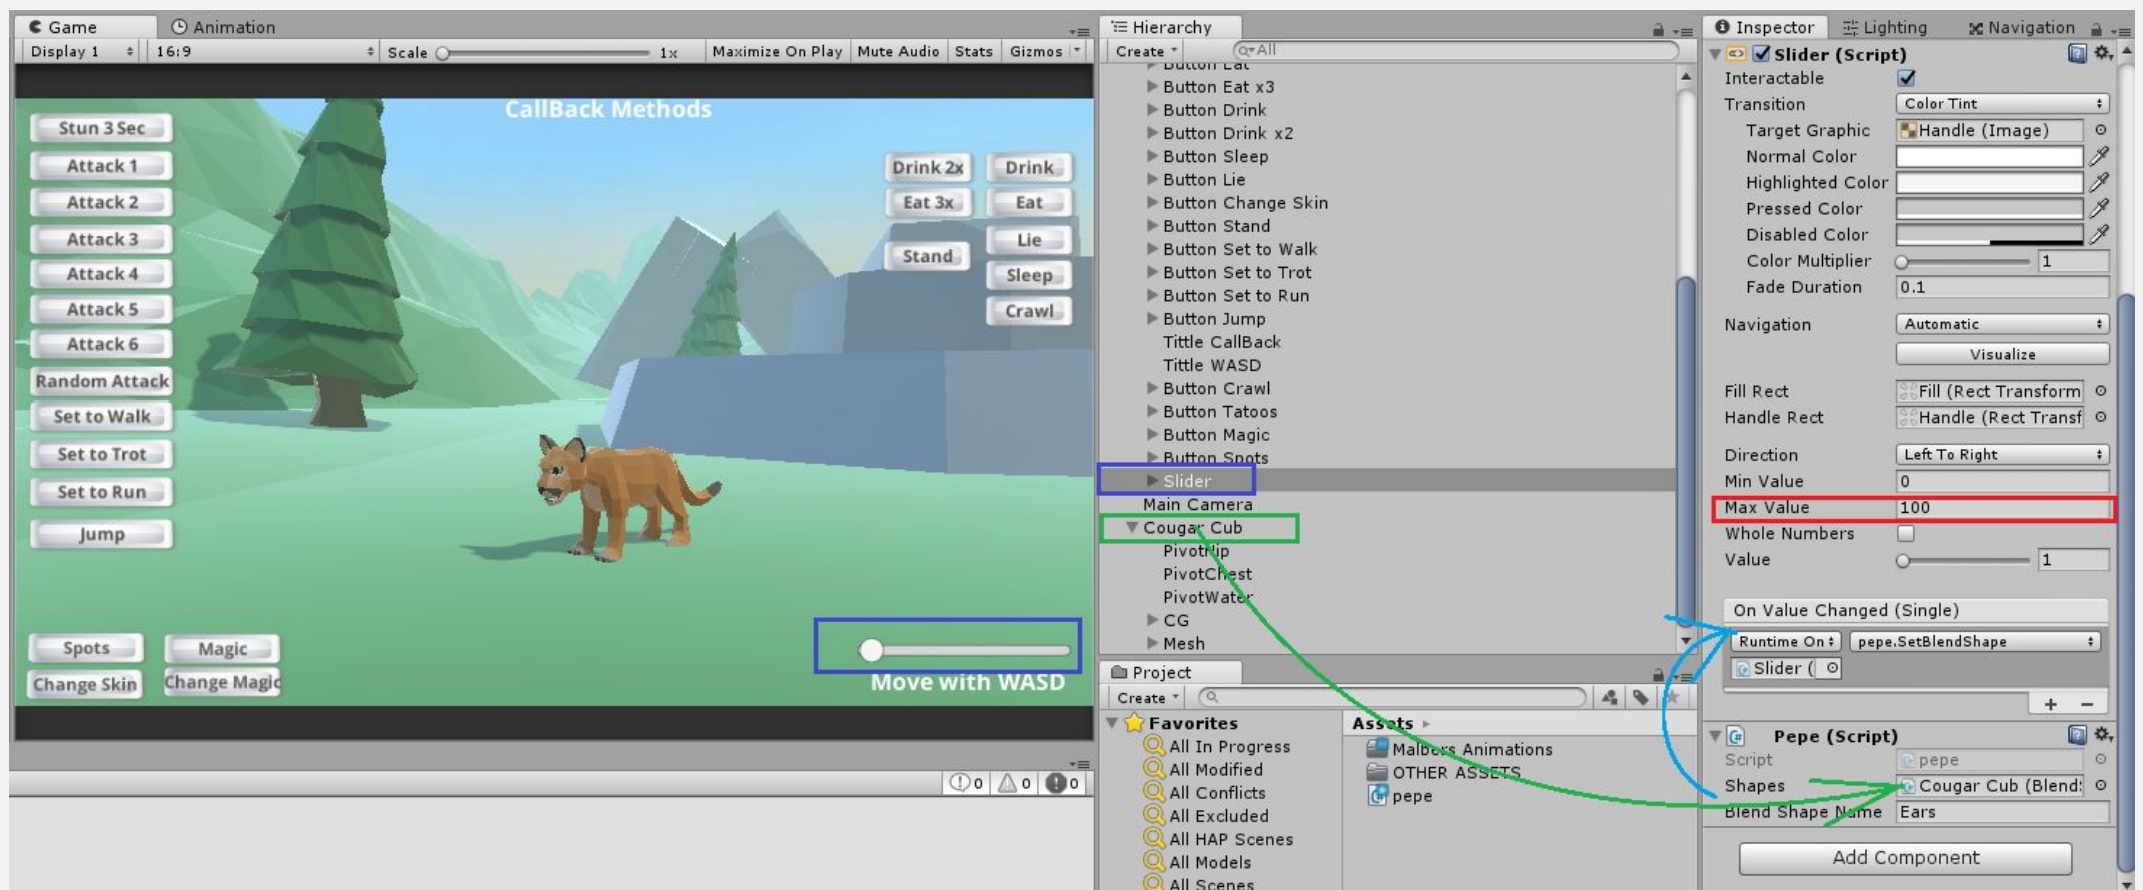 Game
Animation
Display 1
16:9
Scale
1x
Maximize On Play
Mute Audio
Stats
Gizmos
CallBack Methods
Stun 3 Sec
Attack 1
Attack 2
Attack 3
Attack 4
Attack 5
Attack 6
Random Attack
Set to Walk
Set to Trot
Set to Run
Jump
Drink 2x
Drink
Eat 3x
Eat
Lie
Stand
Sleep
Crawl
Spots
Magic
Change Skin
Change Magic
Move with WASD
0
0
0
Hierarchy
Create
All
Button Eat
Button Eat x3
Button Drink
Button Drink x2
Button Sleep
Button Lie
Button Change Skin
Button Stand
Button Set to Walk
Button Set to Trot
Button Set to Run
Button Jump
Tittle CallBack
Tittle WASD
Button Crawl
Button Tatoos
Button Magic
Button Spots
Slider
Main Camera
Cougar Cub
PivotHip
PivotChest
PivotWater
CG
Mesh
Project
Create
Favorites
All In Progress
All Modified
All Conflicts
All Excluded
All HAP Scenes
All Models
All Scenes
Assets
Malbers Animations
OTHER ASSETS
pepe
Inspector
Lighting
Navigation
Slider (Script)
Interactable
Transition
Color Tint
Target Graphic
Handle (Image)
Normal Color
Highlighted Color
Pressed Color
Disabled Color
Color Multiplier
1
Fade Duration
0.1
Navigation
Automatic
Visualize
Fill Rect
Fill (Rect Transform
Handle Rect
Handle (Rect Transf
Direction
Left To Right
Min Value
0
Max Value
100
Whole Numbers
Value
1
On Value Changed (Single)
Runtime On
pepe.SetBlendShape
Slider (
Pepe (Script)
Script
pepe
Shapes
Cougar Cub (Blend
Blend Shape Name
Ears
Add Component